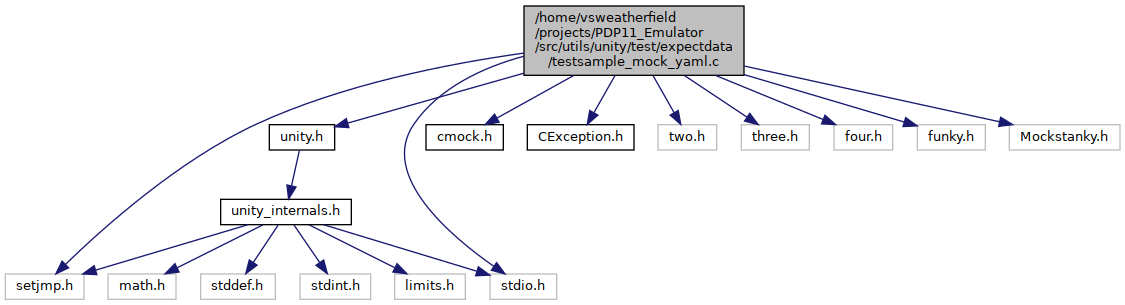 /home/vsweatherfield
/projects/PDP11_Emulator
/src/utils/unity/test/expectdata
/testsample_mock_yaml.c
unity.h
cmock.h
CException.h
two.h
three.h
four.h
funky.h
Mockstanky.h
unity_internals.h
setjmp.h
math.h
stddef.h
stdint.h
limits.h
stdio.h